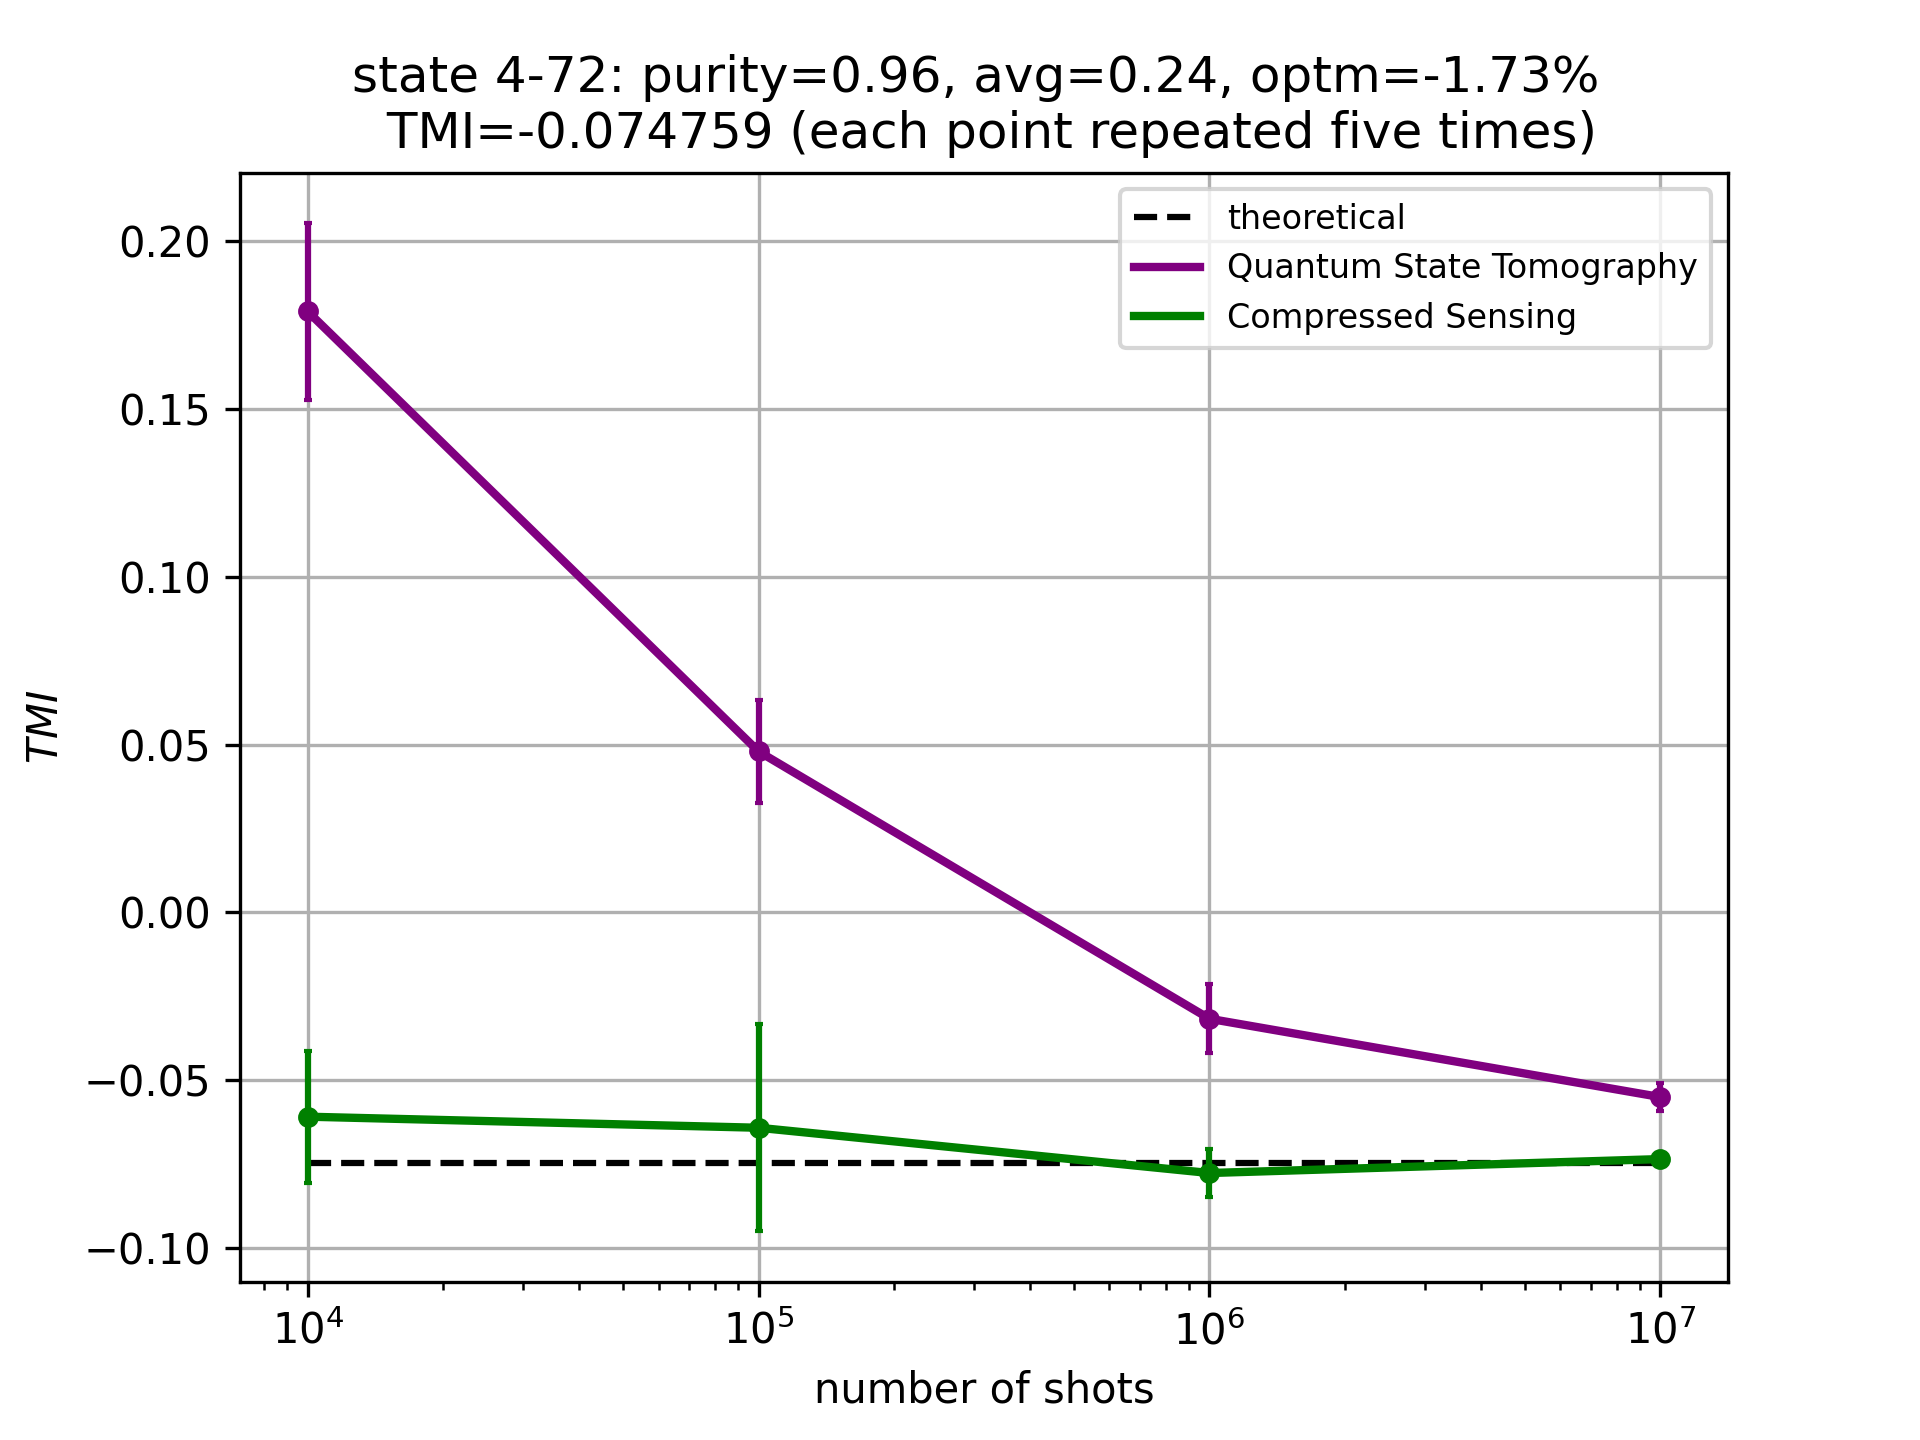 state 4-72: purity=0.96, avg=0.24, optm=-1.73%
TMI=-0.074759 (each point repeated five times)
theoretical
Quantum State Tomography
Compressed Sensing
0.20
0.15
0.10
0.05
0.00
−0.05
−0.10
TMI
10⁴ 10⁵ 10⁶ 10⁷
number of shots